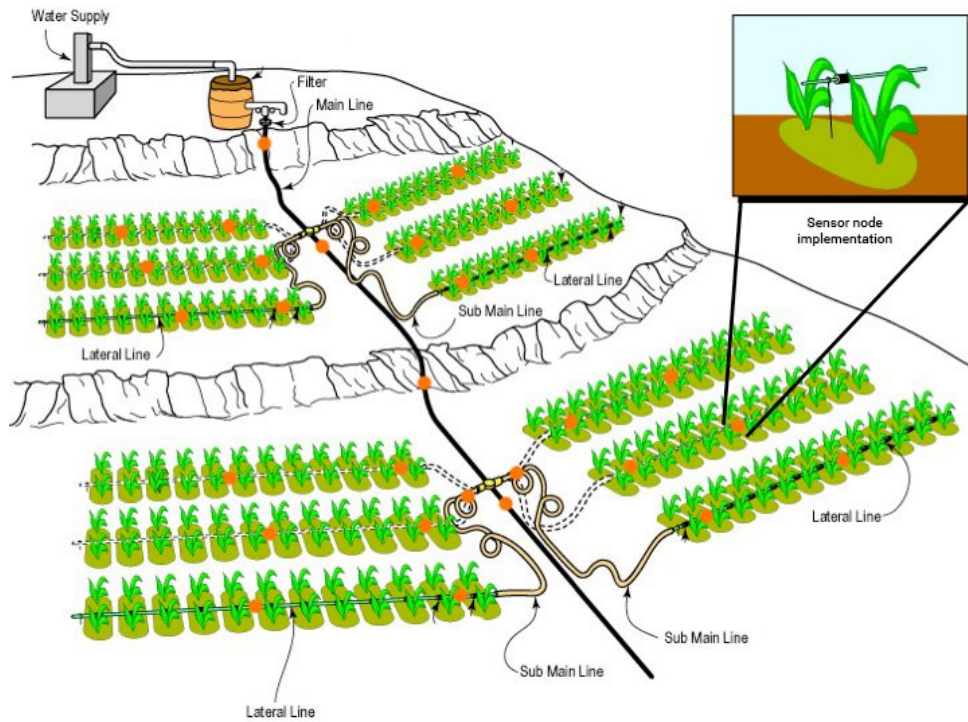 Water Supply
Filter
Main Line
Sensor node
implementation
Lateral Line
Sub Main Line
Lateral Line
Lateral Line
Sub Main Line
Sub Main Line
Lateral Line